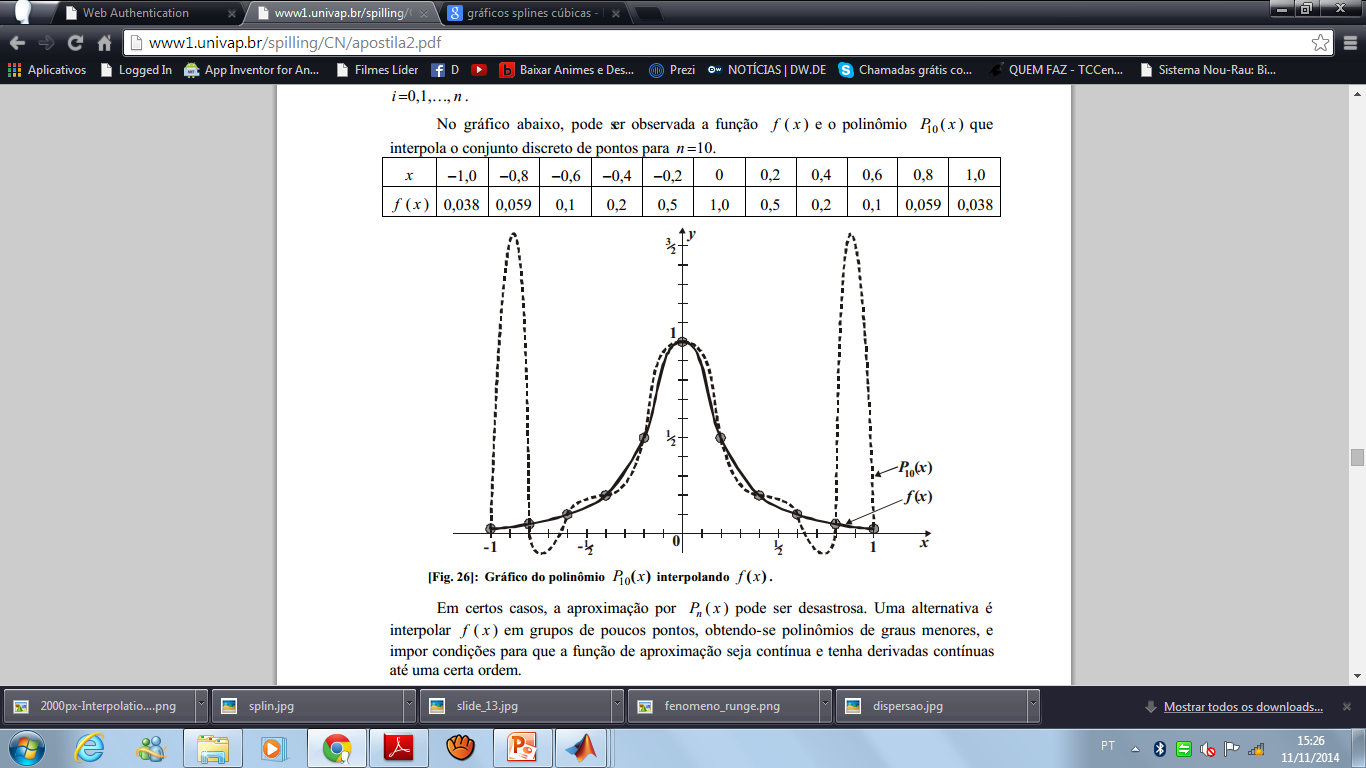 Web Authentication
www1.univap.br/spilling/
gráficos splines cúbicas -
www1.univap.br/spilling/CN/apostila2.pdf
Aplicativos Logged In App Inventor for An... Filmes Líder D Baixar Animes e Des... Prezi NOTÍCIAS | DW.DE Chamadas grátis co... QUEM FAZ - TCCen... Sistema Nou-Rau: Bi...
i=0,1,…, n .
No gráfico abaixo, pode ser observada a função f ( x ) e o polinômio P10 ( x ) que
interpola o conjunto discreto de pontos para n =10.
x −1,0 −0,8 −0,6 −0,4 −0,2 0 0,2 0,4 0,6 0,8 1,0
f ( x ) 0,038 0,059 0,1 0,2 0,5 1,0 0,5 0,2 0,1 0,059 0,038
y
3/2
1
1/2
P10(x)
f(x)
-1 -1/2 0 1/2 1 x
[Fig. 26]: Gráfico do polinômio P10 ( x ) interpolando f ( x ) .
Em certos casos, a aproximação por Pn ( x ) pode ser desastrosa. Uma alternativa é
interpolar f ( x ) em grupos de poucos pontos, obtendo-se polinômios de graus menores, e
impor condições para que a função de aproximação seja contínua e tenha derivadas contínuas
até uma certa ordem.
2000px-Interpolatio....png splin.jpg slide_13.jpg fenomeno_runge.png dispersao.jpg Mostrar todos os downloads...
PT 15:26
11/11/2014